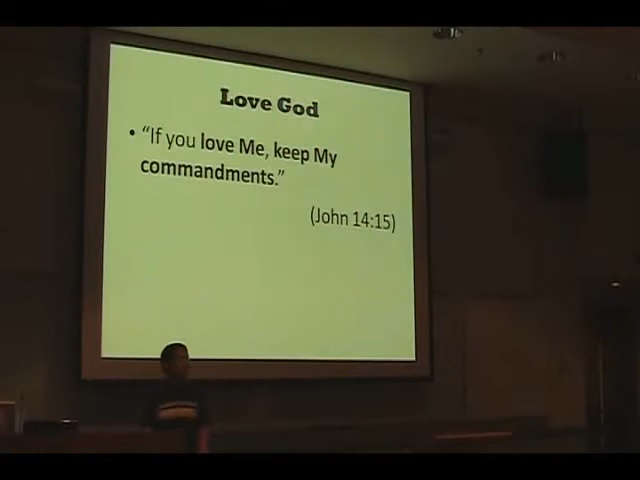 Love God
• “If you love Me, keep My
commandments.”
(John 14:15)